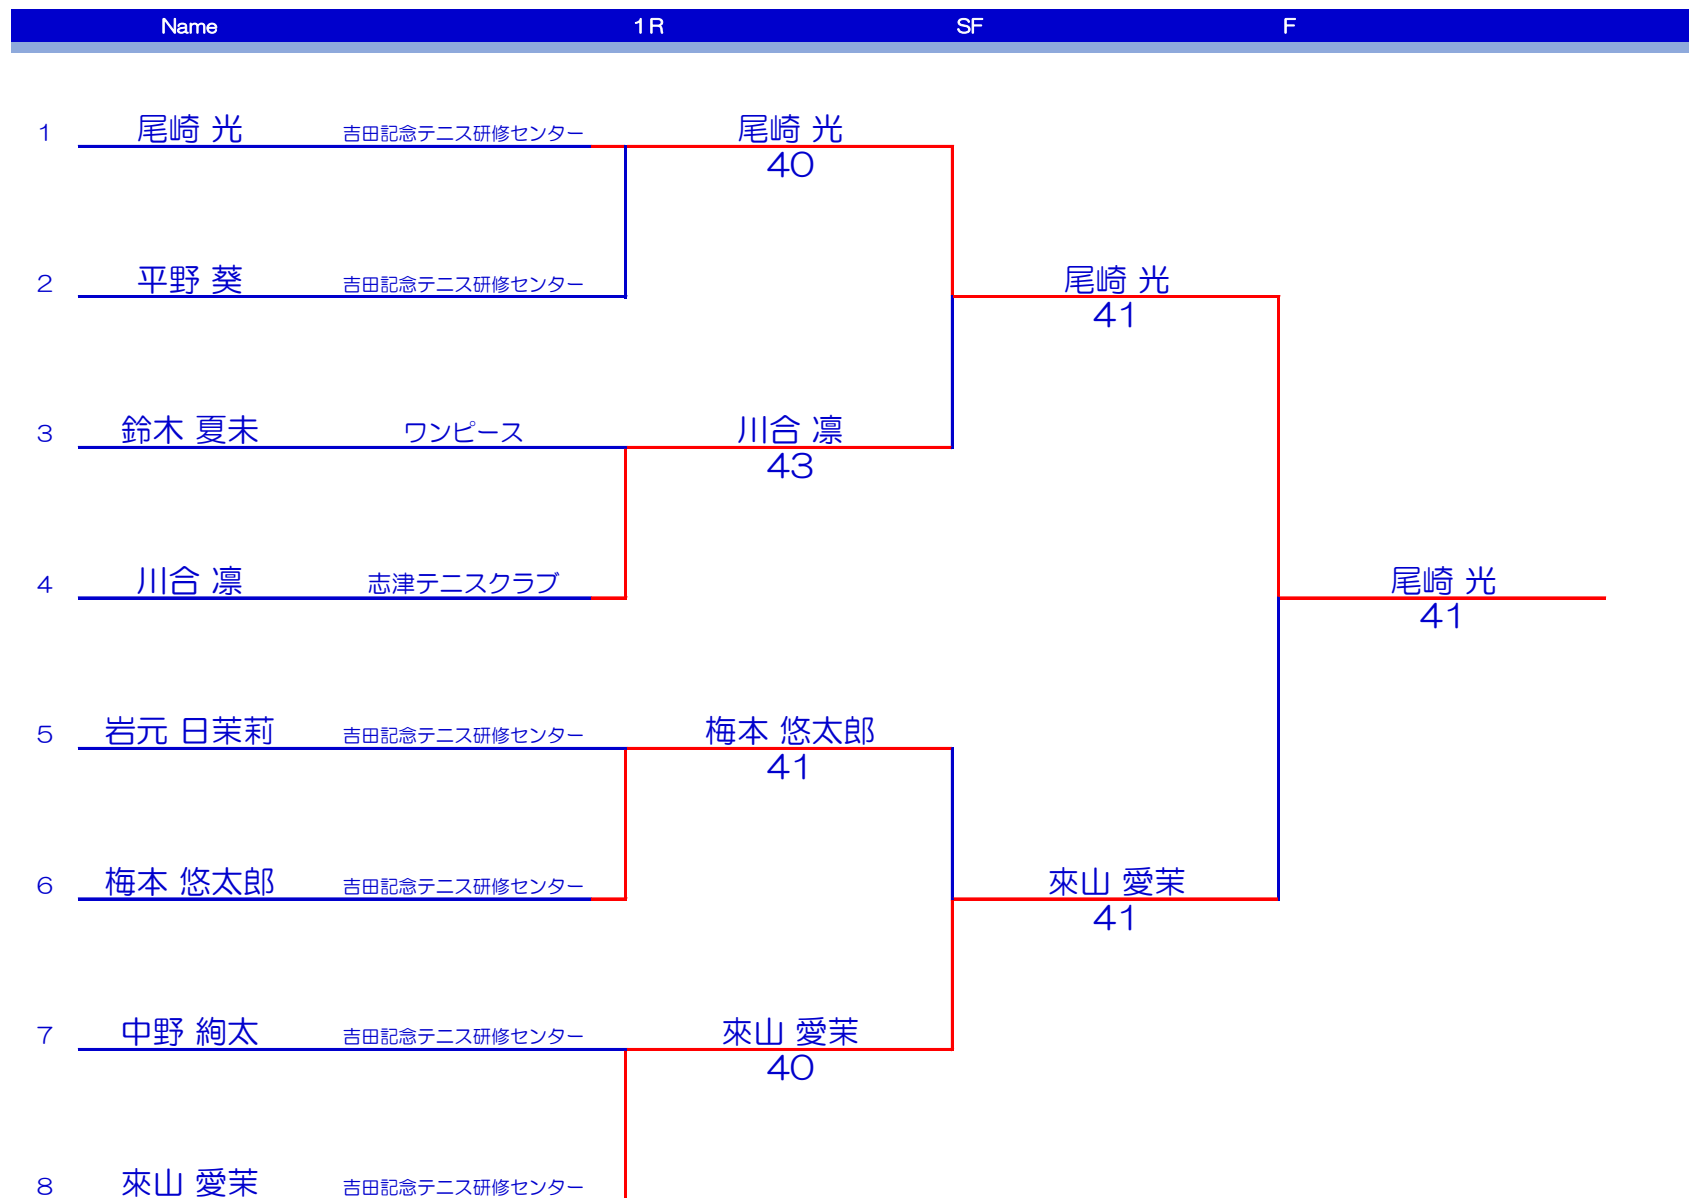 Name 1R SF F
1 尾崎 光 吉田記念テニス研修センター 尾崎 光
40
2 平野 葵 吉田記念テニス研修センター 尾崎 光
41
3 鈴木 夏未 ワンピース 川合 凛
43
4 川合 凛 志津テニスクラブ 尾崎 光
41
5 岩元 日茉莉 吉田記念テニス研修センター 梅本 悠太郎
41
6 梅本 悠太郎 吉田記念テニス研修センター 來山 愛茉
41
7 中野 絢太 吉田記念テニス研修センター 來山 愛茉
40
8 來山 愛茉 吉田記念テニス研修センター